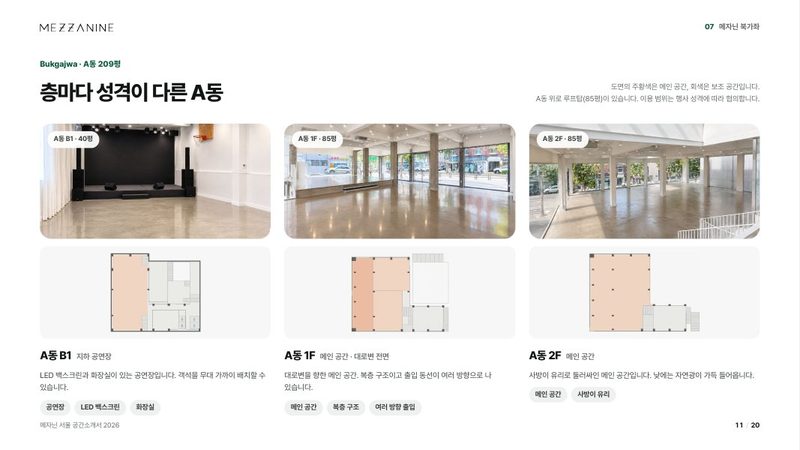 MEZZANINE
07 메자닌 북가좌
Bukgajwa · A동 209평
층마다 성격이 다른 A동
도면의 주황색은 메인 공간, 회색은 보조 공간입니다.
A동 위로 루프탑(85평)이 있습니다. 이용 범위는 행사 성격에 따라 협의합니다.
A동 B1 · 40평
A동 1F · 85평
A동 2F · 85평
A동 B1 지하 공연장
LED 백스크린과 화장실이 있는 공연장입니다. 객석을 무대 가까이 배치할 수
있습니다.
공연장 LED 백스크린 화장실
A동 1F 메인 공간 · 대로변 전면
대로변을 향한 메인 공간. 복층 구조이고 출입 동선이 여러 방향으로 나
있습니다.
메인 공간 복층 구조 여러 방향 출입
A동 2F 메인 공간
사방이 유리로 둘러싸인 메인 공간입니다. 낮에는 자연광이 가득 들어옵니다.
메인 공간 사방이 유리
메자닌 서울 공간소개서 2026
11 / 20